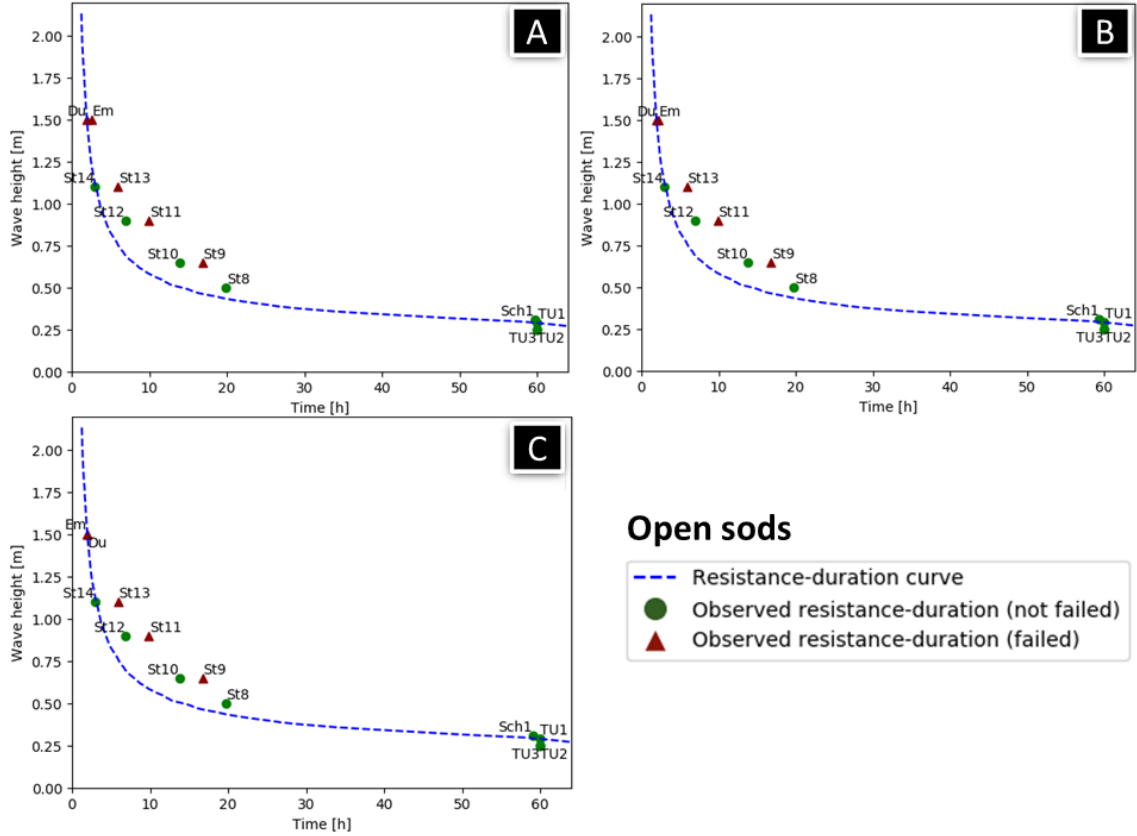 A
2.00
1.75
1.50
1.25
1.00
0.75
0.50
0.25
0.00
Wave height [m]
Du Em
St14 St13
St12 St11
St10 St9
St8
Sch1 TU1
TU3TU2
0 10 20 30 40 50 60
Time [h]
B
2.00
1.75
1.50
1.25
1.00
0.75
0.50
0.25
0.00
Wave height [m]
Du Em
St14 St13
St12 St11
St10 St9
St8
Sch1 TU1
TU3TU2
0 10 20 30 40 50 60
Time [h]
C
2.00
1.75
1.50
1.25
1.00
0.75
0.50
0.25
0.00
Wave height [m]
Em
Du
St14 St13
St12 St11
St10 St9
St8
Sch1 TU1
TU3TU2
0 10 20 30 40 50 60
Time [h]
Open sods
Resistance-duration curve
Observed resistance-duration (not failed)
Observed resistance-duration (failed)